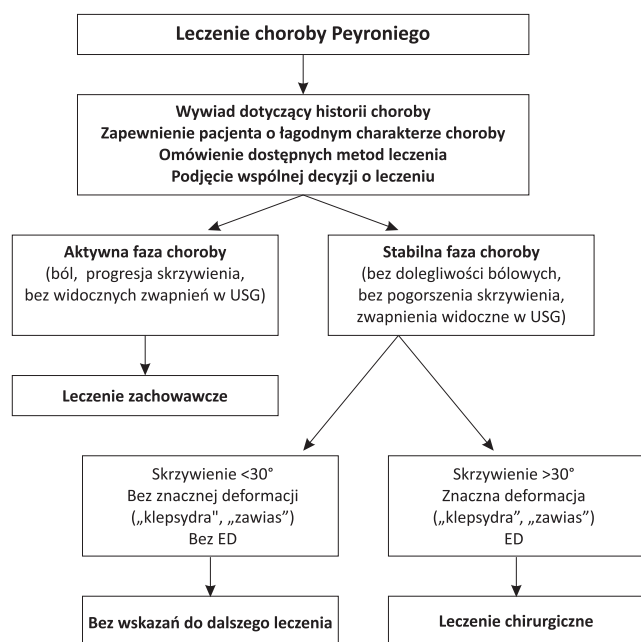 Leczenie choroby Peyroniego
Wywiad dotyczący historii choroby
Zapewnienie pacjenta o łagodnym charakterze choroby
Omówienie dostępnych metod leczenia
Podjęcie wspólnej decyzji o leczeniu
Aktywna faza choroby
(ból, progresja skrzywienia,
bez widocznych zwapnień w USG)
Stabilna faza choroby
(bez dolegliwości bólowych,
bez pogorszenia skrzywienia,
zwapnienia widoczne w USG)
Leczenie zachowawcze
Skrzywienie <30°
Bez znacznej deformacji
(„klepsydra", „zawias”)
Bez ED
Skrzywienie >30°
Znaczna deformacja
(„klepsydra”, „zawias”)
ED
Bez wskazań do dalszego leczenia
Leczenie chirurgiczne